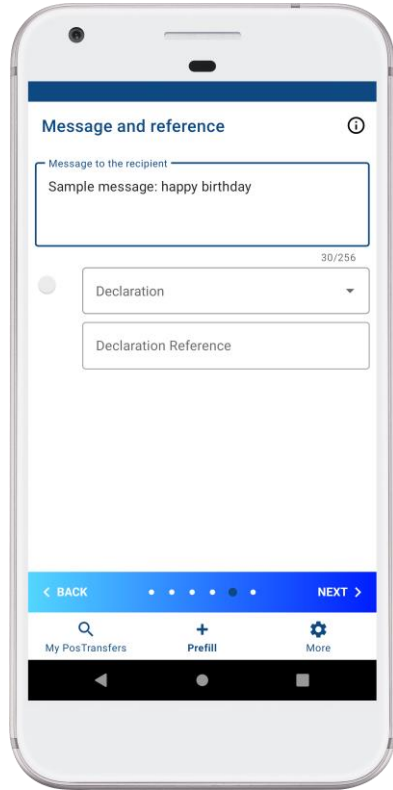 Message and reference
Message to the recipient
Sample message: happy birthday
30/256
Declaration
Declaration Reference
BACK
NEXT
My PosTransfers
Prefill
More